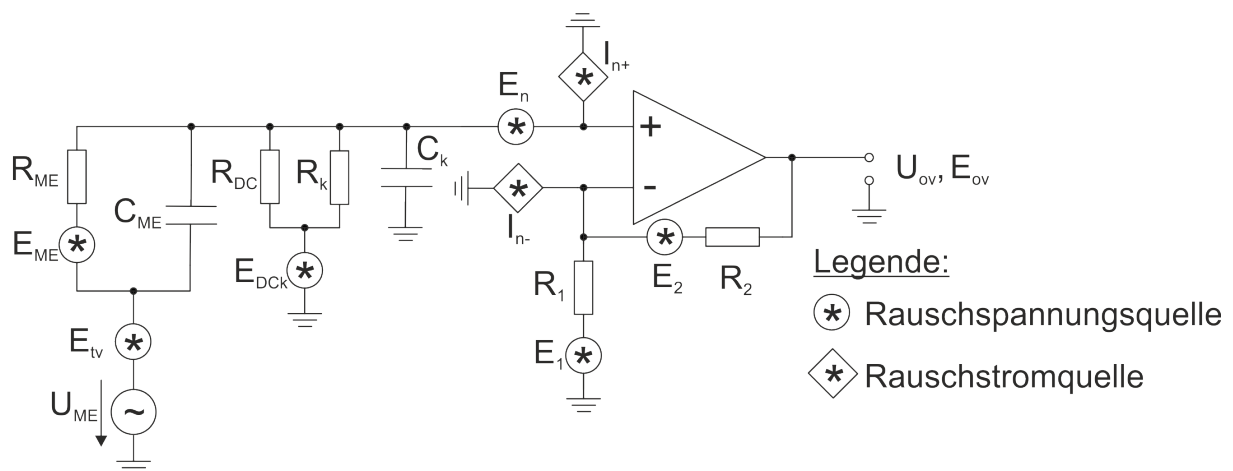 I_n+
E_n
+
R_ME
R_DC
R_k
C_k
U_ov, E_ov
C_ME
-
E_ME
I_n-
E_DCk
E_2
R_2
Legende:
R_1
Rauschspannungsquelle
E_tv
E_1
Rauschstromquelle
U_ME
~